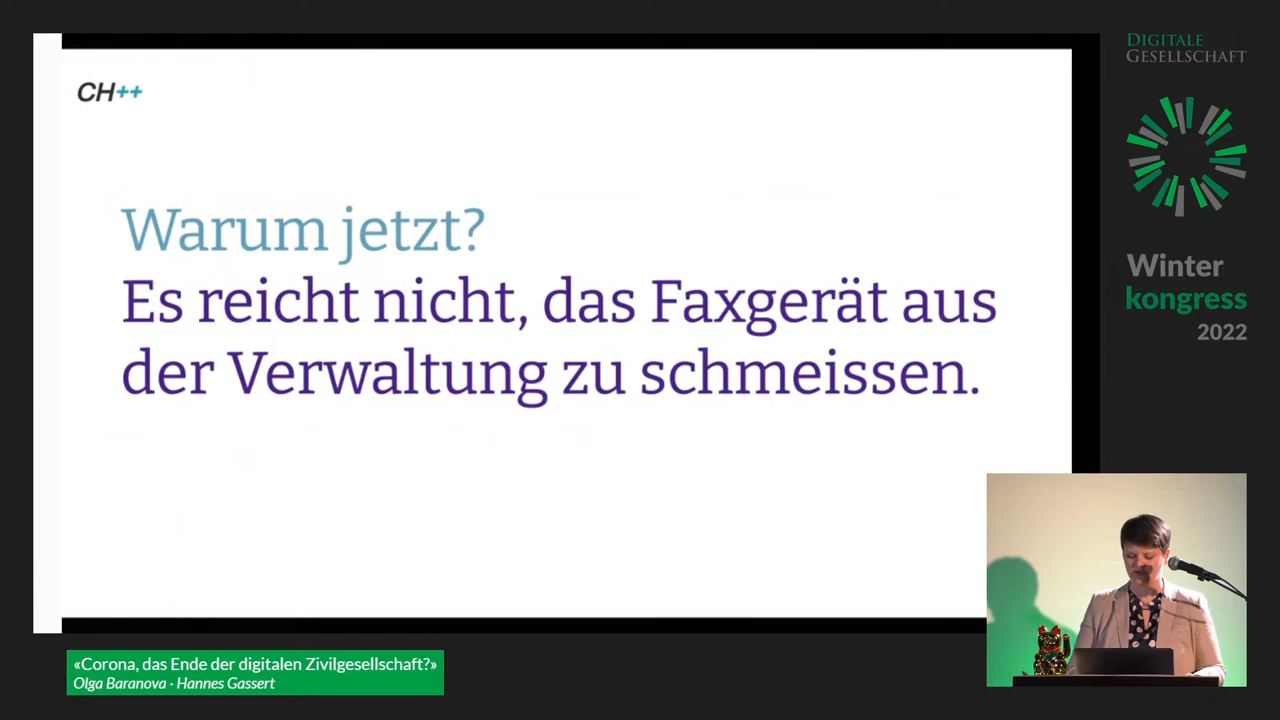 CH++
Warum jetzt?
Es reicht nicht, das Faxgerät aus
der Verwaltung zu schmeissen.
DIGITALE
GESELLSCHAFT
Winter
kongress
2022
«Corona, das Ende der digitalen Zivilgesellschaft?»
Olga Baranova - Hannes Gassert